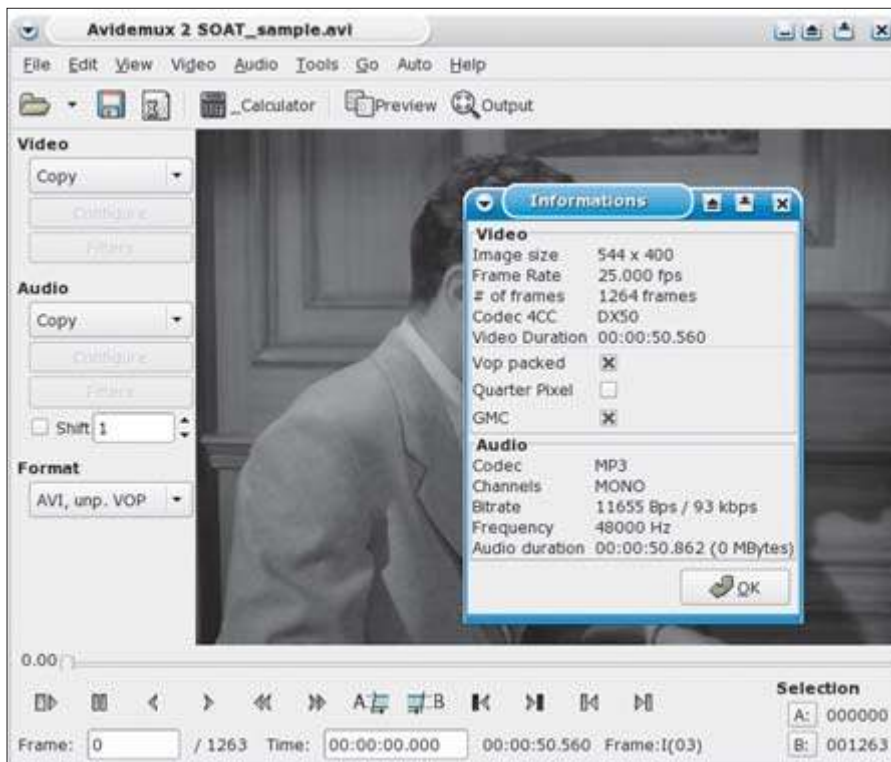 Avidemux 2 SOAT_sample.avi
File Edit View Video Audio Tools Go Auto Help
_Calculator Preview Output
Video
Copy
Configure
Filters
Audio
Copy
Configure
Filters
Shift 1
Format
AVI, unp. VOP
Informations
Video
Image size 544 x 400
Frame Rate 25.000 fps
# of frames 1264 frames
Codec 4CC DX50
Video Duration 00:00:50.560
Vop packed
Quarter Pixel
GMC
Audio
Codec MP3
Channels MONO
Bitrate 11655 Bps / 93 kbps
Frequency 48000 Hz
Audio duration 00:00:50.862 (0 MBytes)
OK
0.00
A B
Selection
A: 000000
Frame: 0 / 1263 Time: 00:00:00.000 00:00:50.560 Frame:I(03)
B: 001263